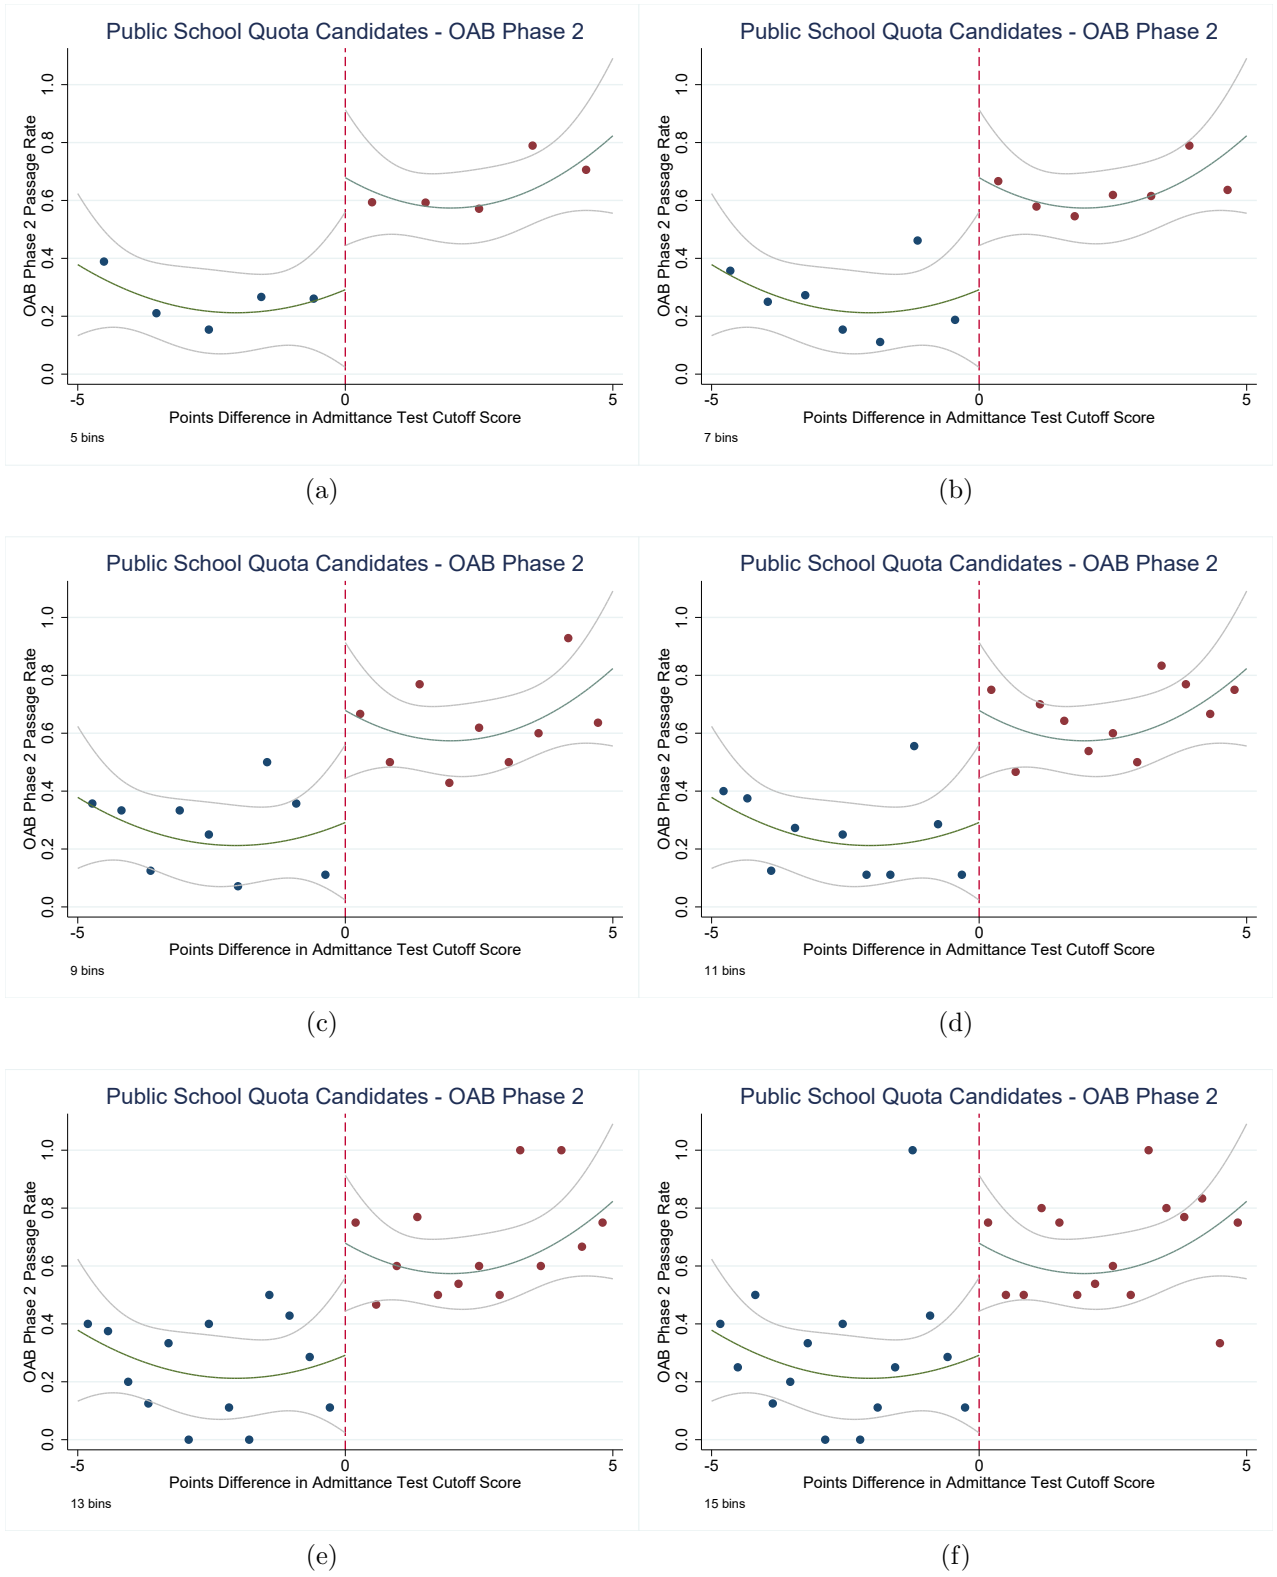 Public School Quota Candidates - OAB Phase 2
OAB Phase 2 Passage Rate
1.0
0.8
0.6
0.4
0.2
0.0
-5
0
5
Points Difference in Admittance Test Cutoff Score
5 bins
(a)
Public School Quota Candidates - OAB Phase 2
OAB Phase 2 Passage Rate
1.0
0.8
0.6
0.4
0.2
0.0
-5
0
5
Points Difference in Admittance Test Cutoff Score
7 bins
(b)
Public School Quota Candidates - OAB Phase 2
OAB Phase 2 Passage Rate
1.0
0.8
0.6
0.4
0.2
0.0
-5
0
5
Points Difference in Admittance Test Cutoff Score
9 bins
(c)
Public School Quota Candidates - OAB Phase 2
OAB Phase 2 Passage Rate
1.0
0.8
0.6
0.4
0.2
0.0
-5
0
5
Points Difference in Admittance Test Cutoff Score
11 bins
(d)
Public School Quota Candidates - OAB Phase 2
OAB Phase 2 Passage Rate
1.0
0.8
0.6
0.4
0.2
0.0
-5
0
5
Points Difference in Admittance Test Cutoff Score
13 bins
(e)
Public School Quota Candidates - OAB Phase 2
OAB Phase 2 Passage Rate
1.0
0.8
0.6
0.4
0.2
0.0
-5
0
5
Points Difference in Admittance Test Cutoff Score
15 bins
(f)